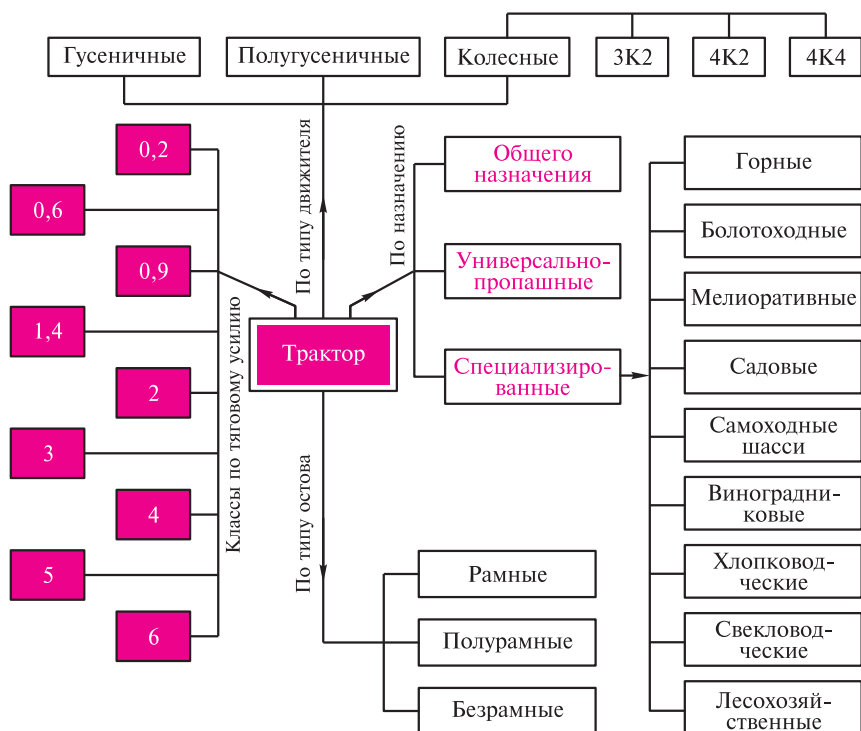 Гусеничные
Полугусеничные
Колесные
3К2
4К2
4К4
По типу движителя
По назначению
Классы по тяговому усилию
По типу остова
0,2
0,6
0,9
1,4
2
3
4
5
6
Трактор
Общего
назначения
Универсально-
пропашные
Специализиро-
ванные
Горные
Болотоходные
Мелиоративные
Садовые
Самоходные
шасси
Виноградни-
ковые
Хлопковод-
ческие
Свекловод-
ческие
Лесохозяй-
ственные
Рамные
Полурамные
Безрамные